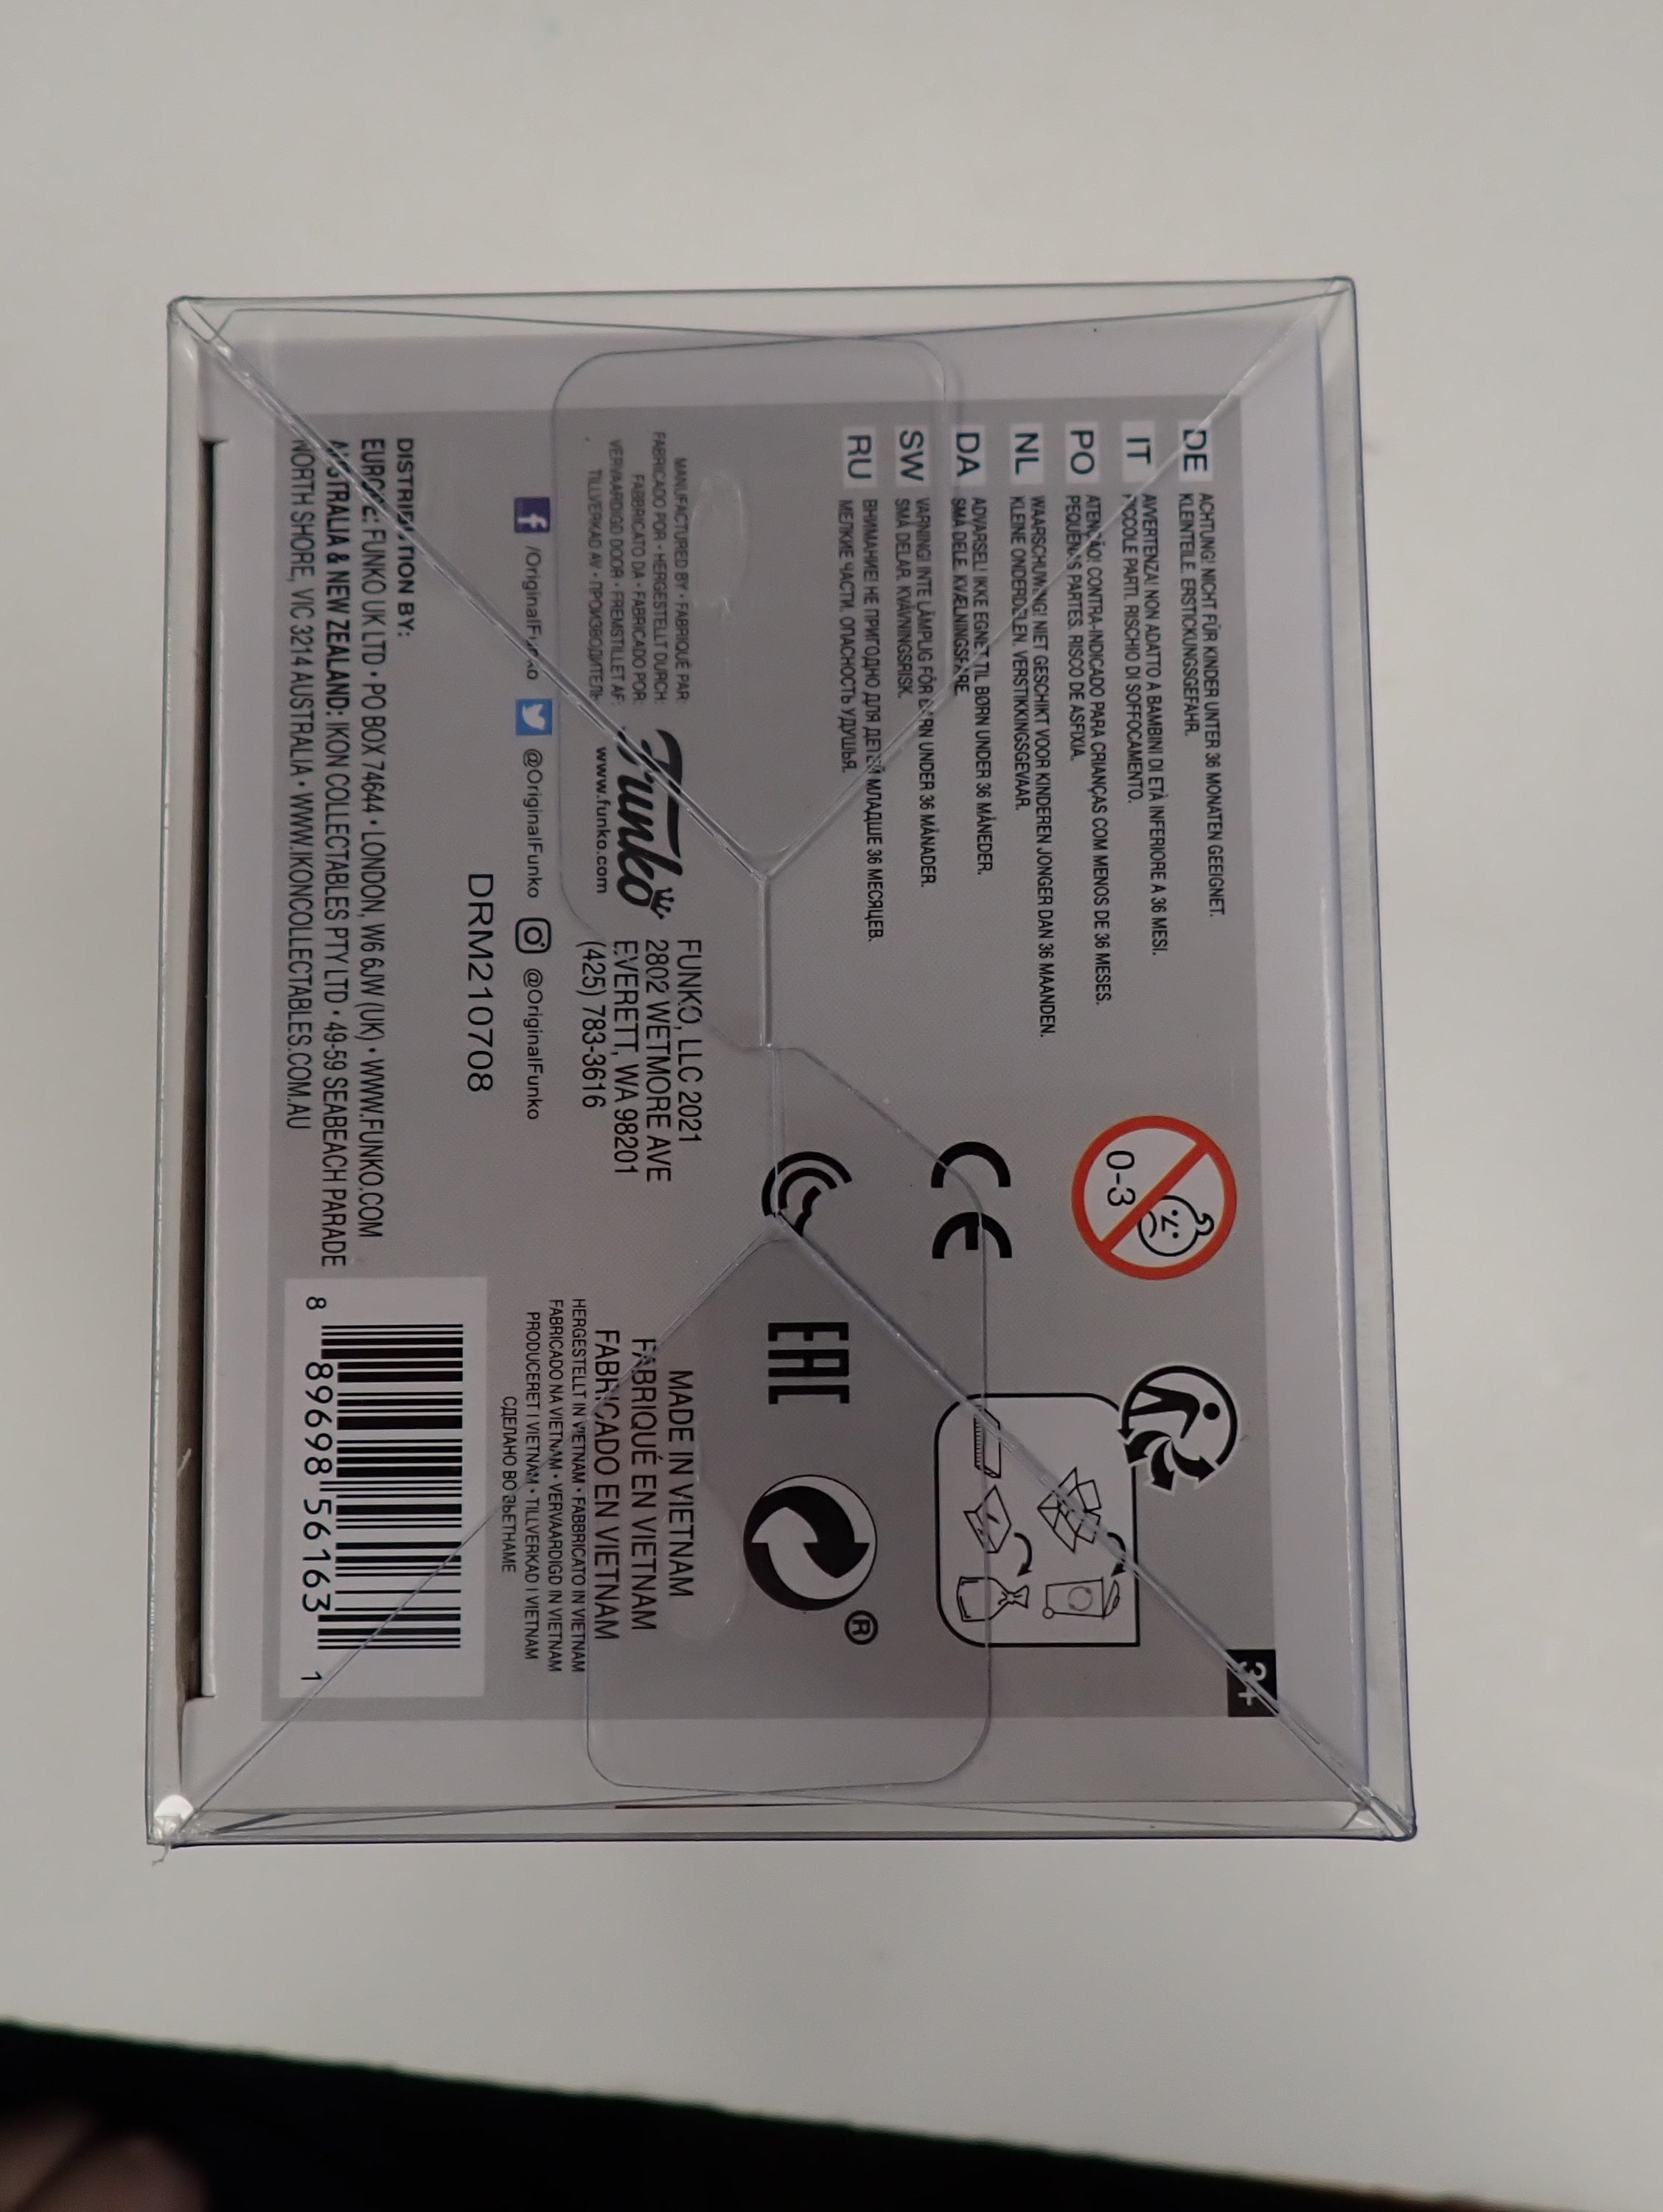 3+
DE ACHTUNG! NICHT FÜR KINDER UNTER 36 MONATEN GEEIGNET.
KLEINTEILE. ERSTICKUNGSGEFAHR.
IT AVVERTENZA! NON ADATTO A BAMBINI DI ETÀ INFERIORE A 36 MESI.
PICCOLE PARTI. RISCHIO DI SOFFOCAMENTO.
PO ATENÇÃO! CONTRA-INDICADO PARA CRIANÇAS COM MENOS DE 36 MESES.
PEQUENAS PARTES. RISCO DE ASFIXIA.
NL WAARSCHUWING! NIET GESCHIKT VOOR KINDEREN JONGER DAN 36 MAANDEN.
KLEINE ONDERDELEN. VERSTIKKINGSGEVAAR.
DA ADVARSEL! IKKE EGNET TIL BØRN UNDER 36 MÅNEDER.
SMÅ DELE. KVÆLNINGSFARE.
SW VARNING! INTE LÄMPLIG FÖR BARN UNDER 36 MÅNADER.
SMÅ DELAR. KVÄVNINGSRISK.
RU ВНИМАНИЕ! НЕ ПРИГОДНО ДЛЯ ДЕТЕЙ МЛАДШЕ 36 МЕСЯЦЕВ.
МЕЛКИЕ ЧАСТИ. ОПАСНОСТЬ УДУШЬЯ.
0-3
CE
EAC
®
MANUFACTURED BY • FABRIQUÉ PAR:
FABRICADO POR • HERGESTELLT DURCH:
FABBRICATO DA • FABRICADO POR:
VERVAARDIGD DOOR • FREMSTILLET AF:
TILLVERKAD AV • ПРОИЗВОДИТЕЛЬ:
Funko
www.funko.com
FUNKO, LLC 2021
2802 WETMORE AVE
EVERETT, WA 98201
(425) 783-3616
MADE IN VIETNAM
FABRIQUÉ EN VIETNAM
FABRICADO EN VIETNAM
HERGESTELLT IN VIETNAM • FABBRICATO IN VIETNAM
FABRICADO NA VIETNAM • VERVAARDIGD IN VIETNAM
PRODUCERET I VIETNAM • TILLVERKAD I VIETNAM
СДЕЛАНО ВО ВЬЕТНАМЕ
f /OriginalFunko @OriginalFunko @OriginalFunko
DRM210708
DISTRIBUTION BY:
EUROPE: FUNKO UK LTD • PO BOX 74644 • LONDON, W6 6JW (UK) • WWW.FUNKO.COM
AUSTRALIA & NEW ZEALAND: IKON COLLECTABLES PTY LTD • 49-59 SEABEACH PARADE
NORTH SHORE, VIC 3214 AUSTRALIA • WWW.IKONCOLLECTABLES.COM.AU
8 89698 56163 1